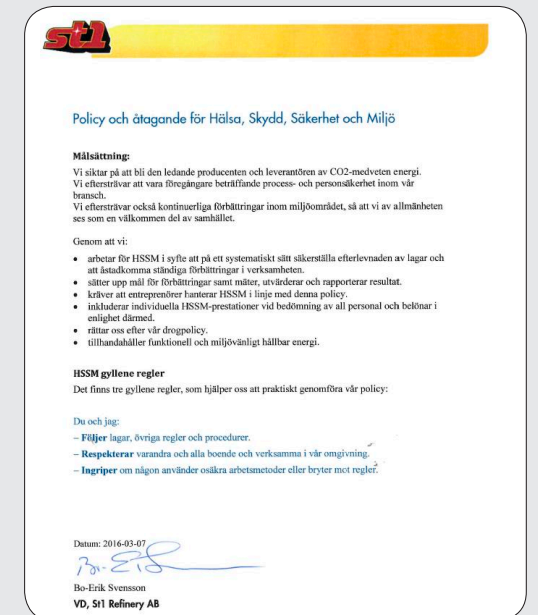 st1
Policy och åtagande för Hälsa, Skydd, Säkerhet och Miljö
Målsättning:
Vi siktar på att bli den ledande producenten och leverantören av CO2-medveten energi.
Vi eftersträvar att vara föregångare beträffande process- och personsäkerhet inom vår
bransch.
Vi eftersträvar också kontinuerliga förbättringar inom miljöområdet, så att vi av allmänheten
ses som en välkommen del av samhället.
Genom att vi:
• arbetar för HSSM i syfte att på ett systematiskt sätt säkerställa efterlevnaden av lagar och
att åstadkomma ständiga förbättringar i verksamheten.
• sätter upp mål för förbättringar samt mäter, utvärderar och rapporterar resultat.
• kräver att entreprenörer hanterar HSSM i linje med denna policy.
• inkluderar individuella HSSM-prestationer vid bedömning av all personal och belönar i
enlighet därmed.
• rättar oss efter vår drogpolicy.
• tillhandahåller funktionell och miljövänligt hållbar energi.
HSSM gyllene regler
Det finns tre gyllene regler, som hjälper oss att praktiskt genomföra vår policy:
Du och jag:
– Följer lagar, övriga regler och procedurer.
– Respekterar varandra och alla boende och verksamma i vår omgivning.
– Ingriper om någon använder osäkra arbetsmetoder eller bryter mot regler.
Datum: 2016-03-07
Bo-Erik Svensson
VD, St1 Refinery AB